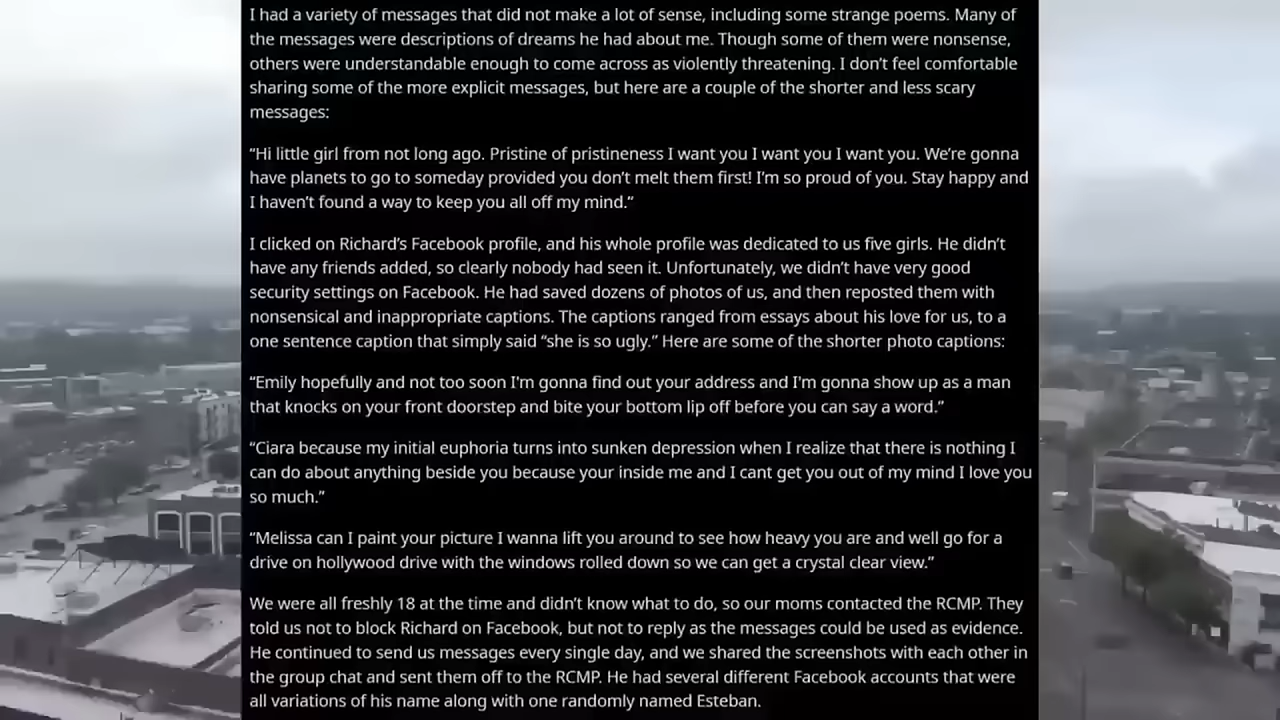 I had a variety of messages that did not make a lot of sense, including some strange poems. Many of
the messages were descriptions of dreams he had about me. Though some of them were nonsense,
others were understandable enough to come across as violently threatening. I don’t feel comfortable
sharing some of the more explicit messages, but here are a couple of the shorter and less scary
messages:
“Hi little girl from not long ago. Pristine of pristineness I want you I want you I want you. We’re gonna
have planets to go to someday provided you don’t melt them first! I’m so proud of you. Stay happy and
I haven’t found a way to keep you all off my mind.“
I clicked on Richard’s Facebook profile, and his whole profile was dedicated to us five girls. He didn’t
have any friends added, so clearly nobody had seen it. Unfortunately, we didn’t have very good
security settings on Facebook. He had saved dozens of photos of us, and then reposted them with
nonsensical and inappropriate captions. The captions ranged from essays about his love for us, to a
one sentence caption that simply said “she is so ugly.” Here are some of the shorter photo captions:
“Emily hopefully and not too soon I'm gonna find out your address and I'm gonna show up as a man
that knocks on your front doorstep and bite your bottom lip off before you can say a word.”
“Ciara because my initial euphoria turns into sunken depression when I realize that there is nothing I
can do about anything beside you because your inside me and I cant get you out of my mind I love you
so much.”
“Melissa can I paint your picture I wanna lift you around to see how heavy you are and well go for a
drive on hollywood drive with the windows rolled down so we can get a crystal clear view.”
We were all freshly 18 at the time and didn’t know what to do, so our moms contacted the RCMP. They
told us not to block Richard on Facebook, but not to reply as the messages could be used as evidence.
He continued to send us messages every single day, and we shared the screenshots with each other in
the group chat and sent them off to the RCMP. He had several different Facebook accounts that were
all variations of his name along with one randomly named Esteban.